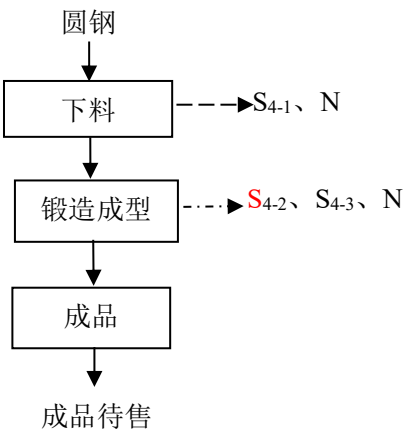 圆钢
下料
S4-1、N
锻造成型
S4-2、S4-3、N
成品
成品待售